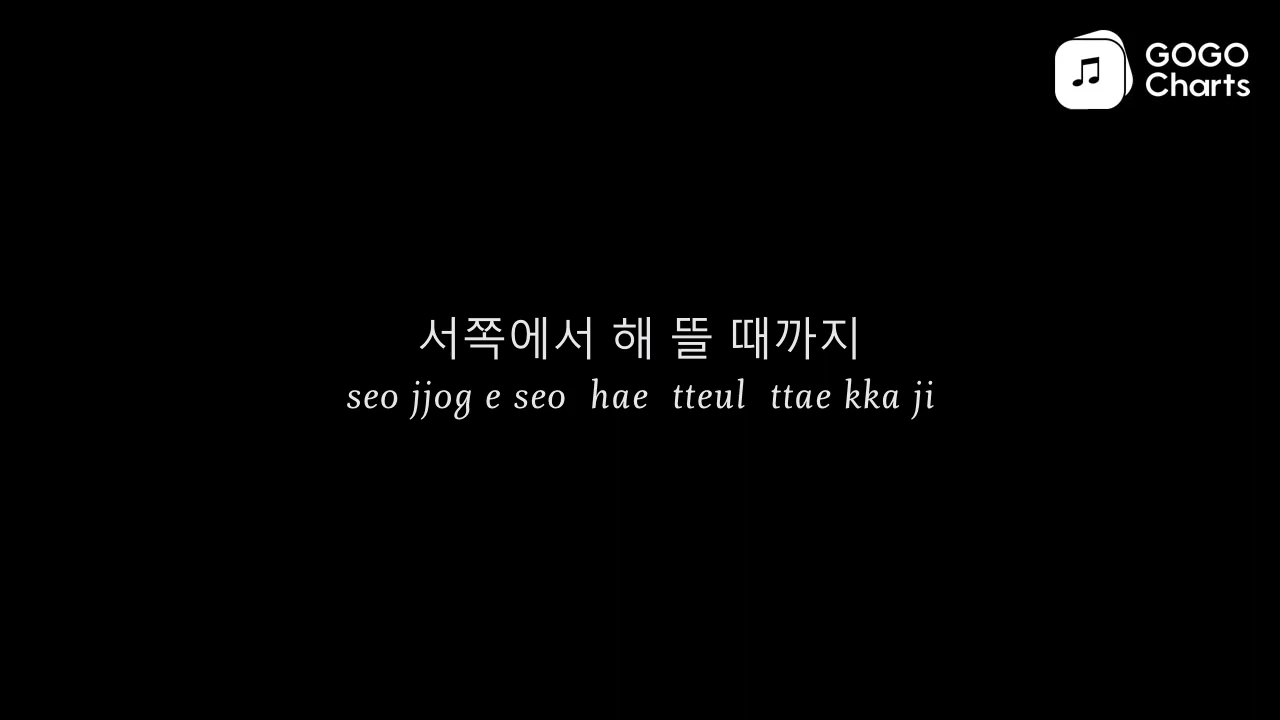 GOGO
Charts
서쪽에서 해 뜰 때까지
seo jjog e seo hae tteul ttae kka ji